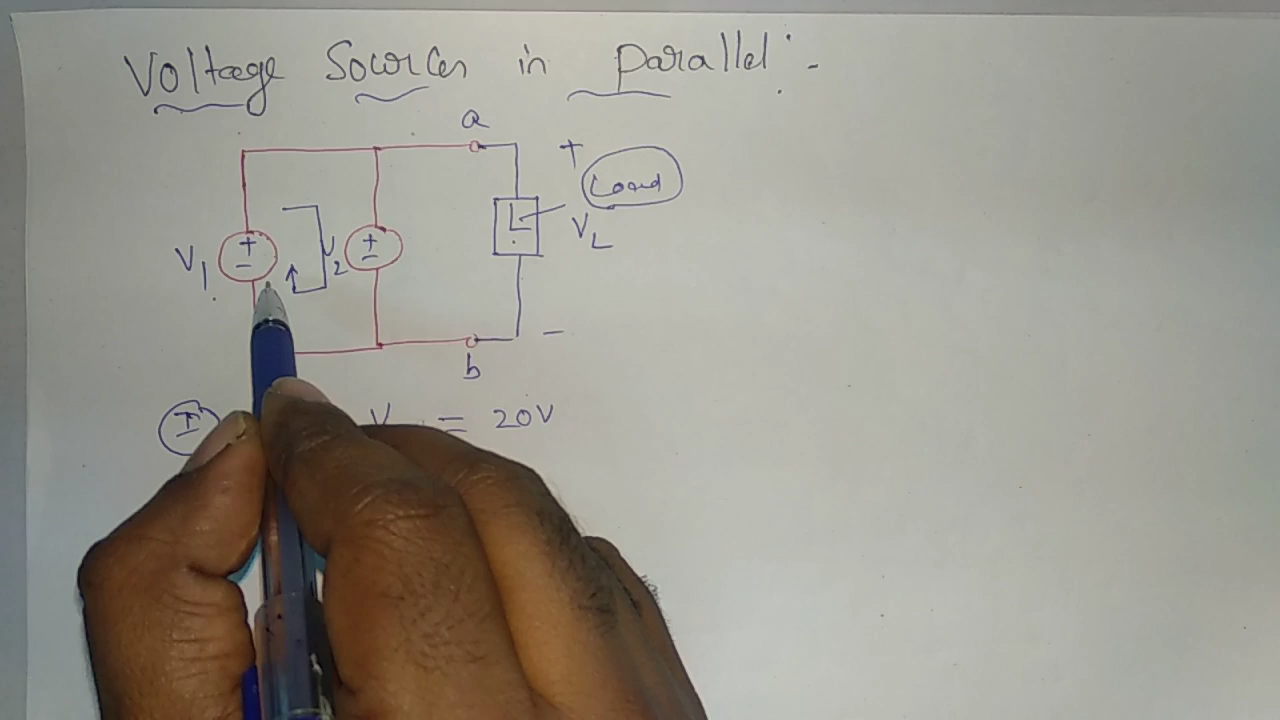 Voltage Sources in Parallel :-
a
+ Load
V1 + - V2 + - L VL
-
b
I V = 20V